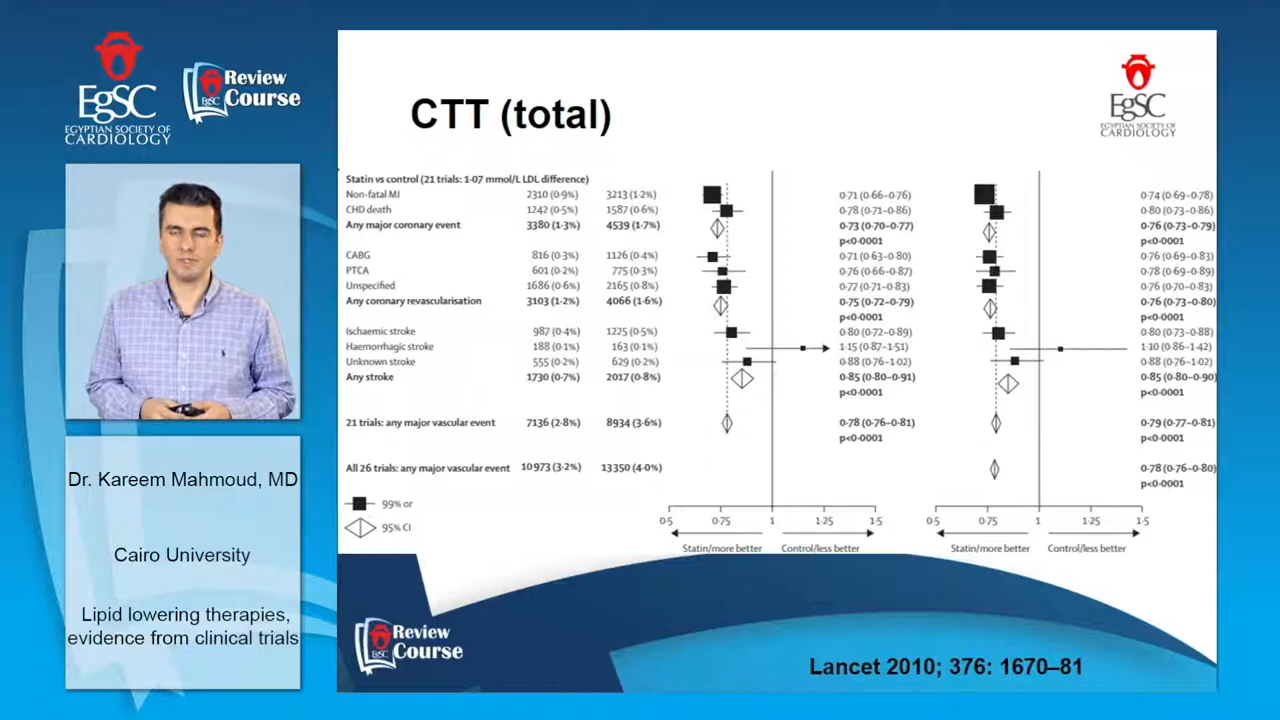 EgSC
EGYPTIAN SOCIETY OF
CARDIOLOGY
EgSC
Review
Course
Dr. Kareem Mahmoud, MD
Cairo University
Lipid lowering therapies,
evidence from clinical trials
CTT (total)
EgSC
EGYPTIAN SOCIETY OF
CARDIOLOGY
Statin vs control (21 trials: 1·07 mmol/L LDL difference)
Non-fatal MI 2310 (0·9%) 3213 (1·2%) 0·71 (0·66–0·76) 0·74 (0·69–0·78)
CHD death 1242 (0·5%) 1587 (0·6%) 0·78 (0·71–0·86) 0·80 (0·73–0·86)
Any major coronary event 3380 (1·3%) 4539 (1·7%) 0·73 (0·70–0·77) 0·76 (0·73–0·79)
p<0·0001 p<0·0001
CABG 816 (0·3%) 1126 (0·4%) 0·71 (0·63–0·80) 0·76 (0·69–0·83)
PTCA 601 (0·2%) 775 (0·3%) 0·76 (0·66–0·87) 0·78 (0·69–0·89)
Unspecified 1686 (0·6%) 2165 (0·8%) 0·77 (0·71–0·83) 0·76 (0·70–0·83)
Any coronary revascularisation 3103 (1·2%) 4066 (1·6%) 0·75 (0·72–0·79) 0·76 (0·73–0·80)
p<0·0001 p<0·0001
Ischaemic stroke 987 (0·4%) 1225 (0·5%) 0·80 (0·72–0·89) 0·80 (0·73–0·88)
Haemorrhagic stroke 188 (0·1%) 163 (0·1%) 1·15 (0·87–1·51) 1·10 (0·86–1·42)
Unknown stroke 555 (0·2%) 629 (0·2%) 0·88 (0·76–1·02) 0·88 (0·76–1·02)
Any stroke 1730 (0·7%) 2017 (0·8%) 0·85 (0·80–0·91) 0·85 (0·80–0·90)
p<0·0001 p<0·0001
21 trials: any major vascular event 7136 (2·8%) 8934 (3·6%) 0·78 (0·76–0·81) 0·79 (0·77–0·81)
p<0·0001 p<0·0001
All 26 trials: any major vascular event 10973 (3·2%) 13350 (4·0%) 0·78 (0·76–0·80)
p<0·0001
99% or
95% CI
0·5 0·75 1 1·25 1·5 0·5 0·75 1 1·25 1·5
Statin/more better Control/less better Statin/more better Control/less better
EgSC
Review
Course
Lancet 2010; 376: 1670–81